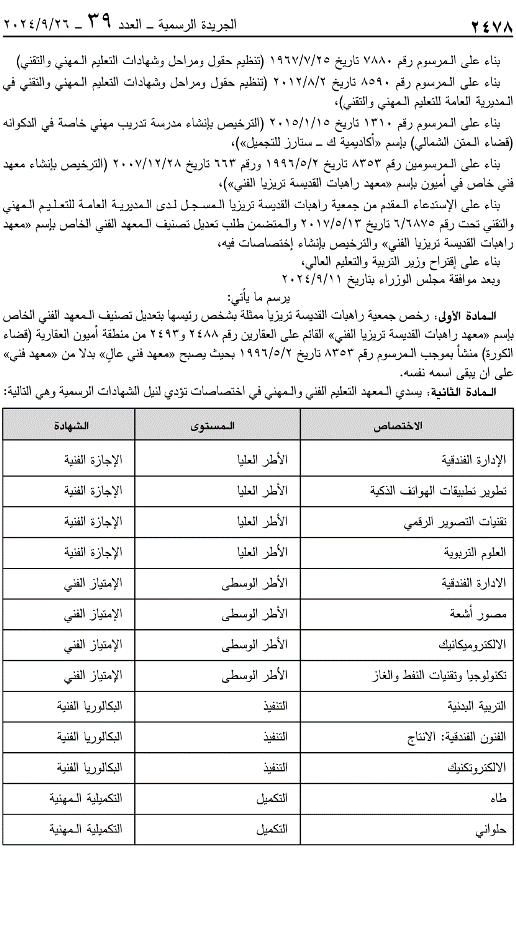 ٢٤٧٨ الجريدة الرسمية ــ العدد ٣٩ ــ ٢٠٢٤/٩/٢٦
بناء على المرسوم رقم ٧٨٨٠ تاريخ ١٩٦٧/٧/٢٥ (تنظيم حقول ومراحل وشهادات التعليم المهني والتقني)
بناء على المرسوم رقم ٨٥٩٠ تاريخ ٢٠١٢/٨/٢ (تنظيم حقول ومراحل وشهادات التعليم المهني والتقني في
المديرية العامة للتعليم المهني والتقني)،
بناء على المرسوم رقم ١٣١٠ تاريخ ٢٠١٥/١/١٥ (الترخيص بإنشاء مدرسة تدريب مهني خاصة في الدكوانه
(قضاء المتن الشمالي) بإسم «أكاديمية ك ــ ستارز للتجميل»)،
بناء على المرسومين رقم ٨٣٥٣ تاريخ ١٩٩٦/٥/٢ ورقم ٦٦٣ تاريخ ٢٠٠٧/١٢/٢٨ (الترخيص بإنشاء معهد
فني خاص في أميون بإسم «معهد راهبات القديسة تريزيا الفني»)،
بناء على الإستدعاء المقدم من جمعية راهبات القديسة تريزيا المسجل لدى المديرية العامة للتعليم المهني
والتقني تحت رقم ٦/٦٨٧٥ تاريخ ٢٠١٧/٥/١٣ والمتضمن طلب تعديل تصنيف المعهد الفني الخاص بإسم «معهد
راهبات القديسة تريزيا الفني» والترخيص بإنشاء إختصاصات فيه،
بناء على إقتراح وزير التربية والتعليم العالي،
وبعد موافقة مجلس الوزراء بتاريخ ٢٠٢٤/٩/١١
يرسم ما يأتي:
المادة الأولى: رخص جمعية راهبات القديسة تريزيا ممثلة بشخص رئيسها بتعديل تصنيف المعهد الفني الخاص
بإسم «معهد راهبات القديسة تريزيا الفني» القائم على العقارين رقم ٢٤٨٨ و٢٤٩٣ من منطقة أميون العقارية (قضاء
الكورة) منشأ بموجب المرسوم رقم ٨٣٥٣ تاريخ ١٩٩٦/٥/٢ بحيث يصبح «معهد فني عالٍ» بدلا من «معهد فني»
على ان يبقى اسمه نفسه.
المادة الثانية: يسدي المعهد التعليم الفني والمهني في اختصاصات تؤدي لنيل الشهادات الرسمية وهي التالية:
الاختصاص المستوى الشهادة
الإدارة الفندقية الأطر العليا الإجازة الفنية
تطوير تطبيقات الهواتف الذكية الأطر العليا الإجازة الفنية
تقنيات التصوير الرقمي الأطر العليا الإجازة الفنية
العلوم التربوية الأطر العليا الإجازة الفنية
الادارة الفندقية الأطر الوسطى الإمتياز الفني
مصور أشعة الأطر الوسطى الإمتياز الفني
الالكتروميكانيك الأطر الوسطى الإمتياز الفني
تكنولوجيا وتقنيات النفط والغاز الأطر الوسطى الإمتياز الفني
التربية البدنية التنفيذ البكالوريا الفنية
الفنون الفندقية: الانتاج التنفيذ البكالوريا الفنية
الالكتروتكنيك التنفيذ البكالوريا الفنية
طاه التكميل التكميلية المهنية
حلواني التكميل التكميلية المهنية